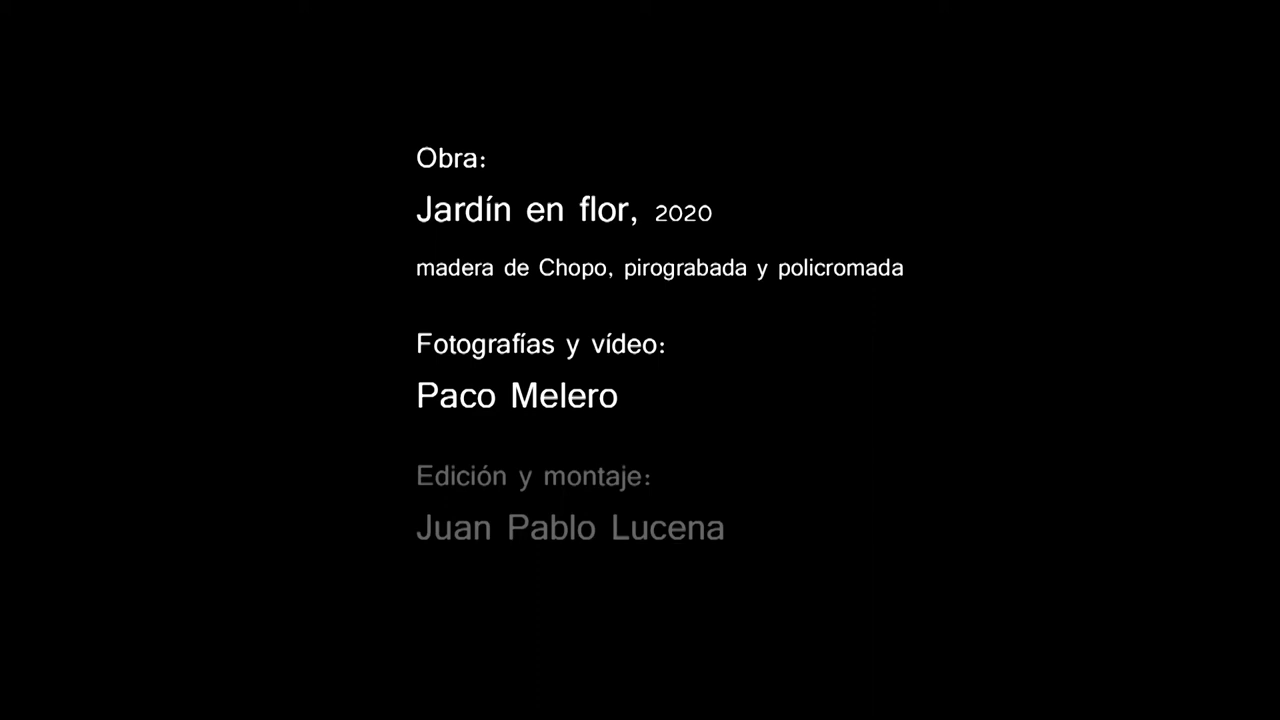 Obra:
Jardín en flor, 2020
madera de Chopo, pirograbada y policromada
Fotografías y vídeo:
Paco Melero
Edición y montaje:
Juan Pablo Lucena